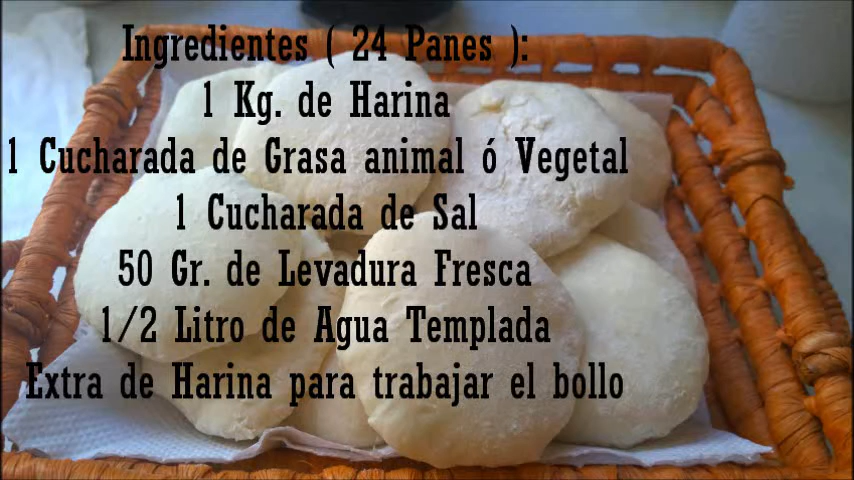 Ingredientes ( 24 Panes ):
1 Kg. de Harina
1 Cucharada de Grasa animal ó Vegetal
1 Cucharada de Sal
50 Gr. de Levadura Fresca
1/2 Litro de Agua Templada
Extra de Harina para trabajar el bollo